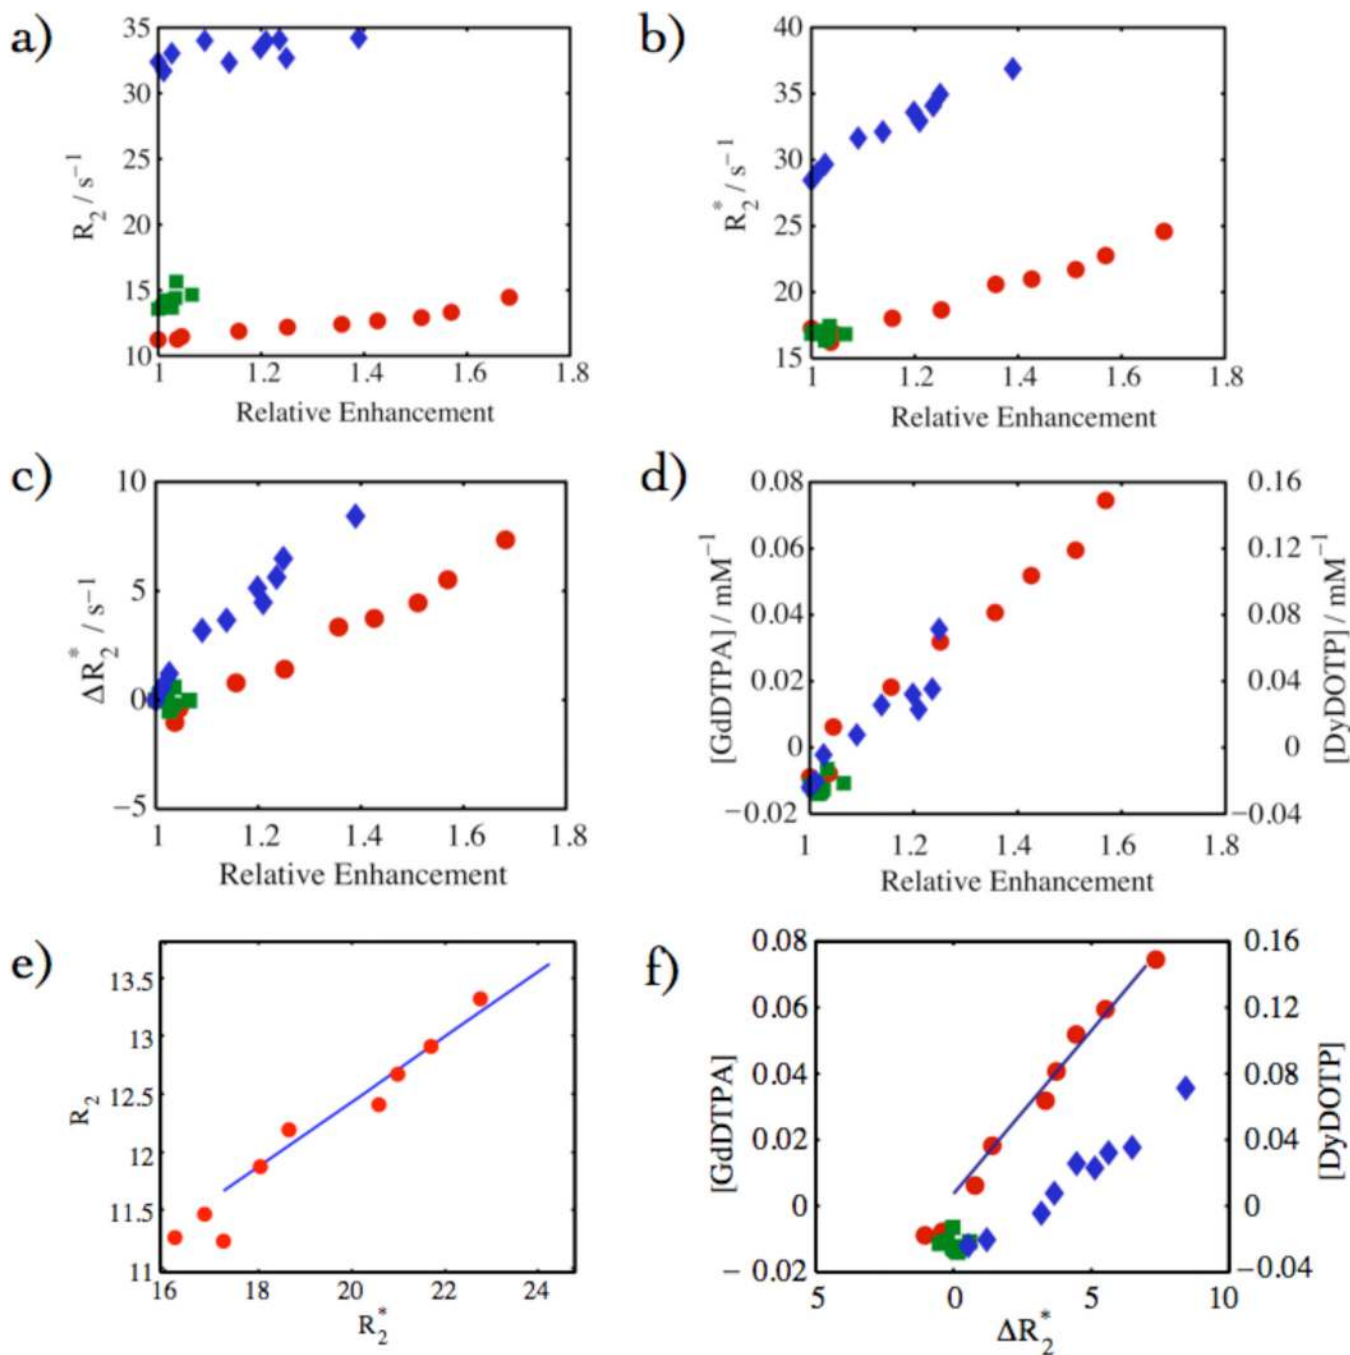 a)
35
30
25
20
15
10
R₂ / s⁻¹
1 1.2 1.4 1.6 1.8
Relative Enhancement
b)
40
35
30
25
20
15
R₂* / s⁻¹
1 1.2 1.4 1.6 1.8
Relative Enhancement
c)
10
5
0
−5
ΔR₂* / s⁻¹
1 1.2 1.4 1.6 1.8
Relative Enhancement
d)
0.08
0.06
0.04
0.02
0
−0.02
[GdDTPA] / mM⁻¹
0.16
0.12
0.08
0.04
0
−0.04
[DyDOTP] / mM⁻¹
1 1.2 1.4 1.6 1.8
Relative Enhancement
e)
13.5
13
12.5
12
11.5
11
R₂
16 18 20 22 24
R₂*
f)
0.08
0.06
0.04
0.02
0
− 0.02
[GdDTPA]
0.16
0.12
0.08
0.04
0
−0.04
[DyDOTP]
5 0 5 10
ΔR₂*